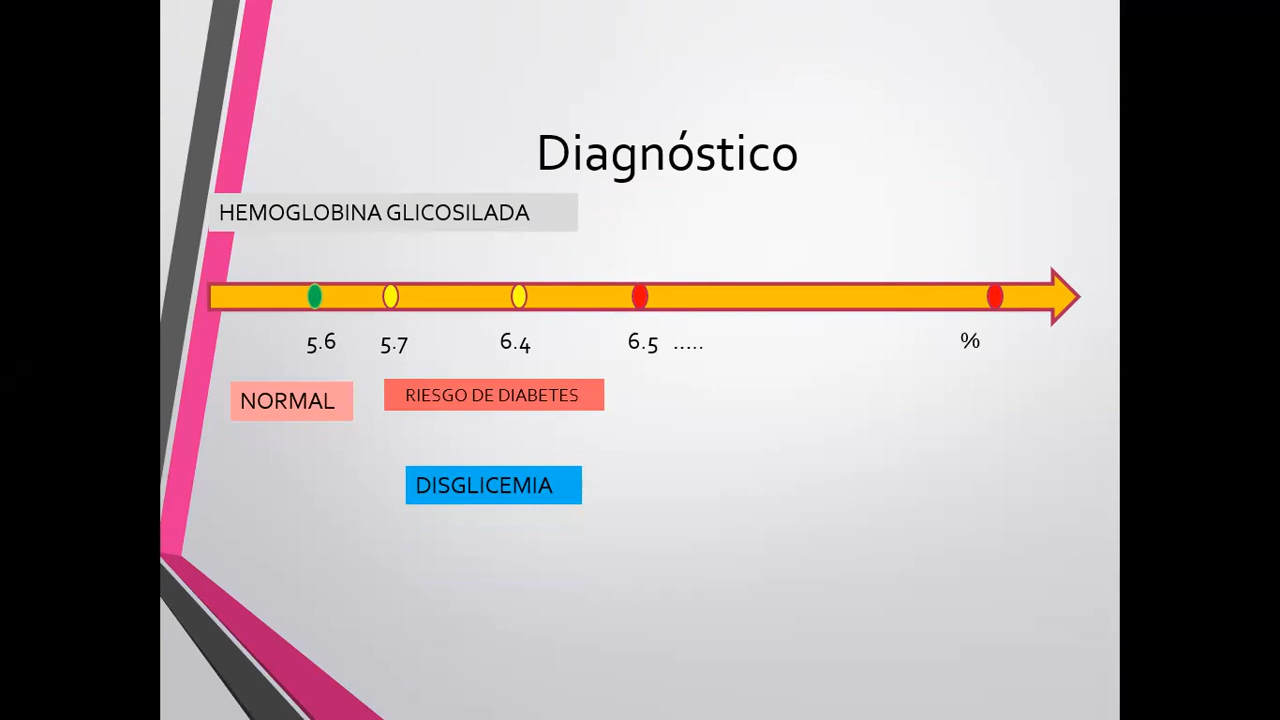 Diagnóstico
HEMOGLOBINA GLICOSILADA
5.6 5.7 6.4 6.5 ..... %
NORMAL RIESGO DE DIABETES
DISGLICEMIA